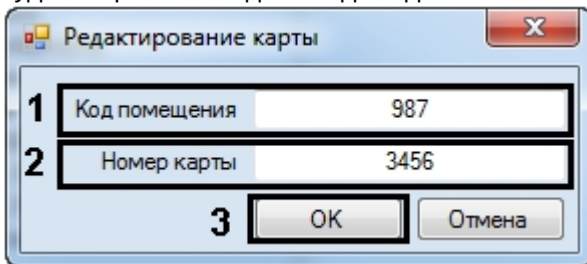 Редактирование карты
1 Код помещения 987
2 Номер карты 3456
3 OK Отмена